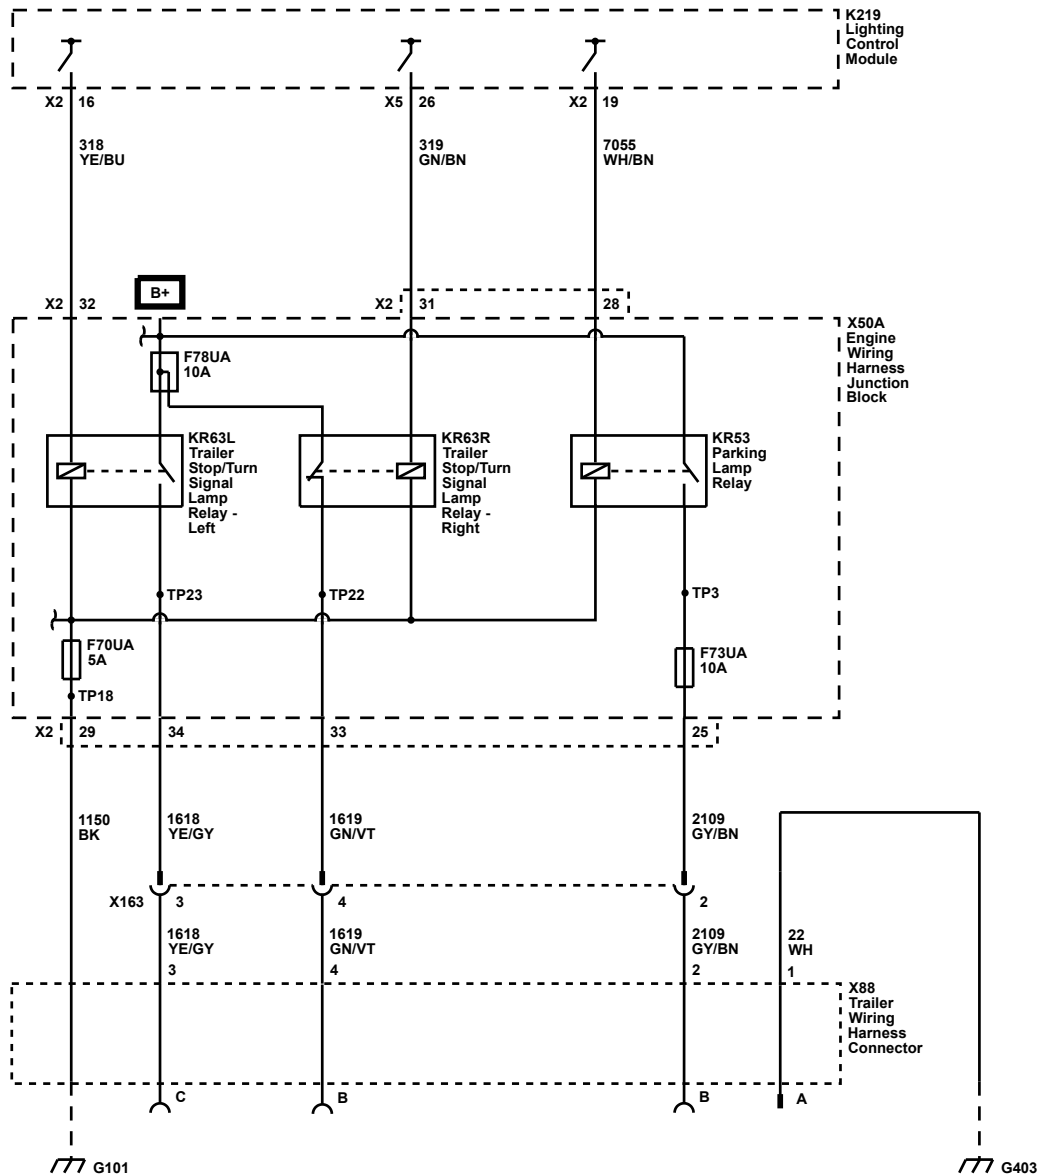 K219
Lighting
Control
Module
X2 16
X5 26
X2 19
318
YE/BU
319
GN/BN
7055
WH/BN
B+
X2 32
X2 31
28
X50A
Engine
Wiring
Harness
Junction
Block
F78UA
10A
KR63L
Trailer
Stop/Turn
Signal
Lamp
Relay -
Left
KR63R
Trailer
Stop/Turn
Signal
Lamp
Relay -
Right
KR53
Parking
Lamp
Relay
TP23
TP22
TP3
F70UA
5A
F73UA
10A
TP18
X2 29
34
33
25
1150
BK
1618
YE/GY
1619
GN/VT
2109
GY/BN
X163 3
4
2
1618
YE/GY
1619
GN/VT
2109
GY/BN
22
WH
3
4
2
1
X88
Trailer
Wiring
Harness
Connector
C
B
B
A
G101
G403